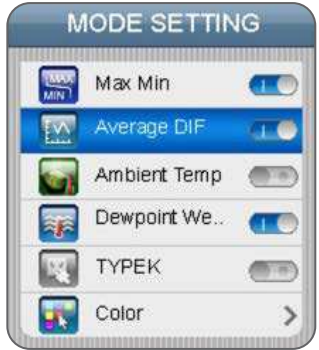 MODE SETTING
MAX
MIN
Max Min
Average DIF
Ambient Temp
Dewpoint We..
TYPEK
K
Color